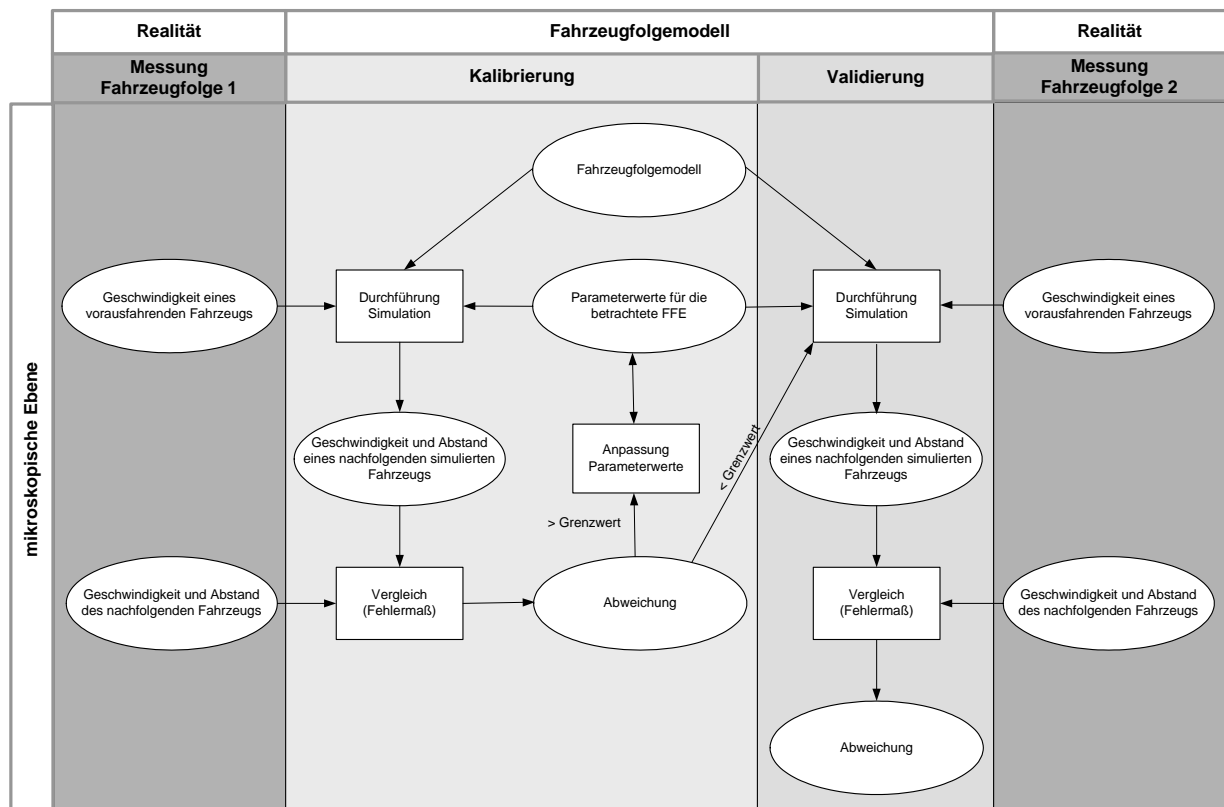 Realität
Fahrzeugfolgemodell
Realität
Messung
Fahrzeugfolge 1
Kalibrierung
Validierung
Messung
Fahrzeugfolge 2
mikroskopische Ebene
Fahrzeugfolgemodell
Geschwindigkeit eines
vorausfahrenden Fahrzeugs
Durchführung
Simulation
Parameterwerte für die
betrachtete FFE
Durchführung
Simulation
Geschwindigkeit eines
vorausfahrenden Fahrzeugs
Geschwindigkeit und Abstand
eines nachfolgenden simulierten
Fahrzeugs
Anpassung
Parameterwerte
< Grenzwert
Geschwindigkeit und Abstand
eines nachfolgenden simulierten
Fahrzeugs
> Grenzwert
Geschwindigkeit und Abstand
des nachfolgenden Fahrzeugs
Vergleich
(Fehlermaß)
Abweichung
Vergleich
(Fehlermaß)
Geschwindigkeit und Abstand
des nachfolgenden Fahrzeugs
Abweichung